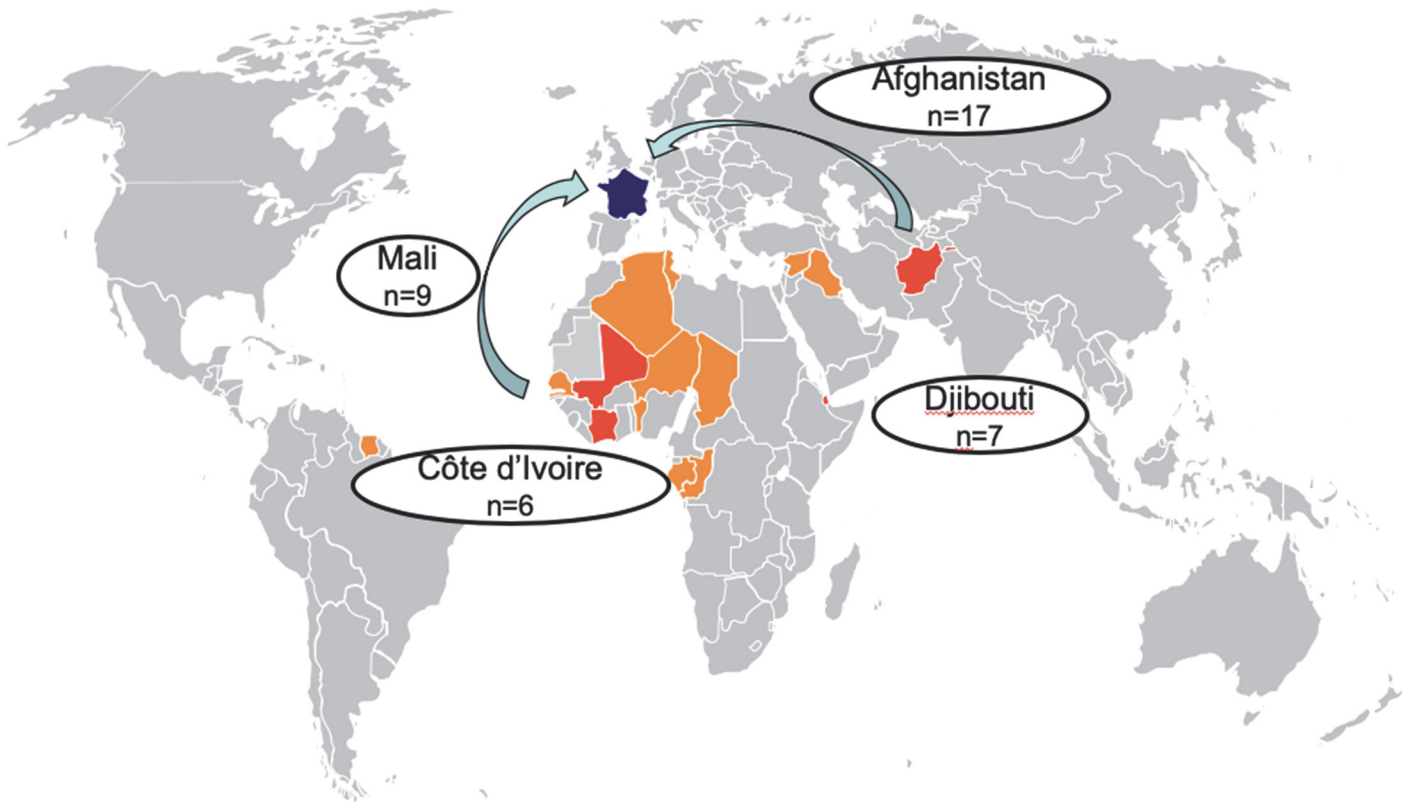 Afghanistan
n=17
Mali
n=9
Djibouti
n=7
Côte d’Ivoire
n=6